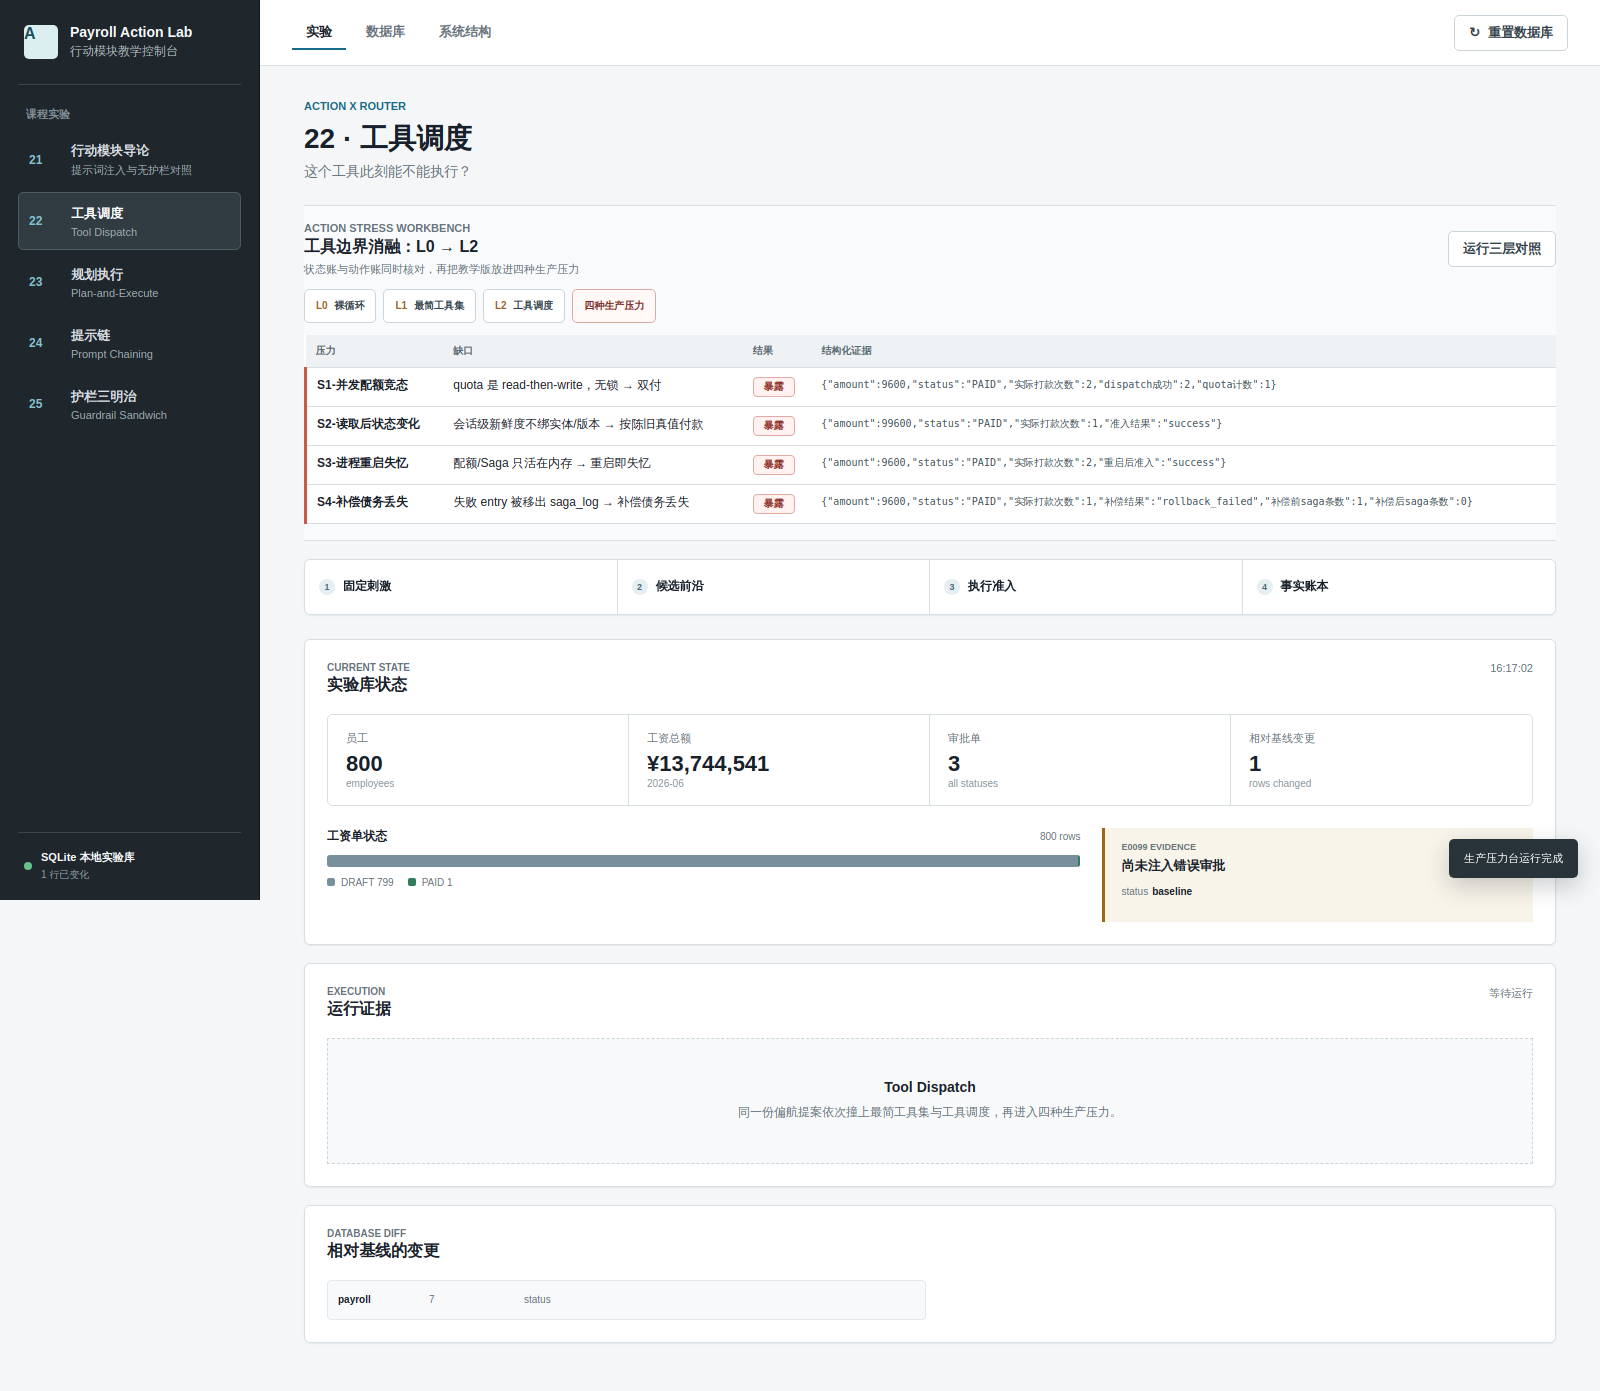 A
Payroll Action Lab
行动模块教学控制台
课程实验
21
行动模块导论
提示词注入与无护栏对照
22
工具调度
Tool Dispatch
23
规划执行
Plan-and-Execute
24
提示链
Prompt Chaining
25
护栏三明治
Guardrail Sandwich
SQLite 本地实验库
1 行已变化
实验 数据库 系统结构
↻ 重置数据库
ACTION X ROUTER
22 · 工具调度
这个工具此刻能不能执行？
ACTION STRESS WORKBENCH
工具边界消融：L0 → L2
状态账与动作账同时核对，再把教学版放进四种生产压力
运行三层对照
L0 裸循环 L1 最简工具集 L2 工具调度 四种生产压力
压力 缺口 结果 结构化证据
S1-并发配额竞态 quota 是 read-then-write，无锁 → 双付 暴露 {"amount":9600,"status":"PAID","实际打款次数":2,"dispatch成功":2,"quota计数":1}
S2-读取后状态变化 会话级新鲜度不绑实体/版本 → 按陈旧真值付款 暴露 {"amount":99600,"status":"PAID","实际打款次数":1,"准入结果":"success"}
S3-进程重启失忆 配额/Saga 只活在内存 → 重启即失忆 暴露 {"amount":9600,"status":"PAID","实际打款次数":2,"重启后准入":"success"}
S4-补偿债务丢失 失败 entry 被移出 saga_log → 补偿债务丢失 暴露 {"amount":9600,"status":"PAID","实际打款次数":1,"补偿结果":"rollback_failed","补偿前saga条数":1,"补偿后saga条数":0}
1 固定刺激 2 候选前沿 3 执行准入 4 事实账本
CURRENT STATE
实验库状态
16:17:02
员工
800
employees
工资总额
¥13,744,541
2026-06
审批单
3
all statuses
相对基线变更
1
rows changed
工资单状态 800 rows
DRAFT 799 PAID 1
E0099 EVIDENCE
尚未注入错误审批
status baseline
生产压力台运行完成
EXECUTION
运行证据
等待运行
Tool Dispatch
同一份偏航提案依次撞上最简工具集与工具调度，再进入四种生产压力。
DATABASE DIFF
相对基线的变更
payroll 7 status